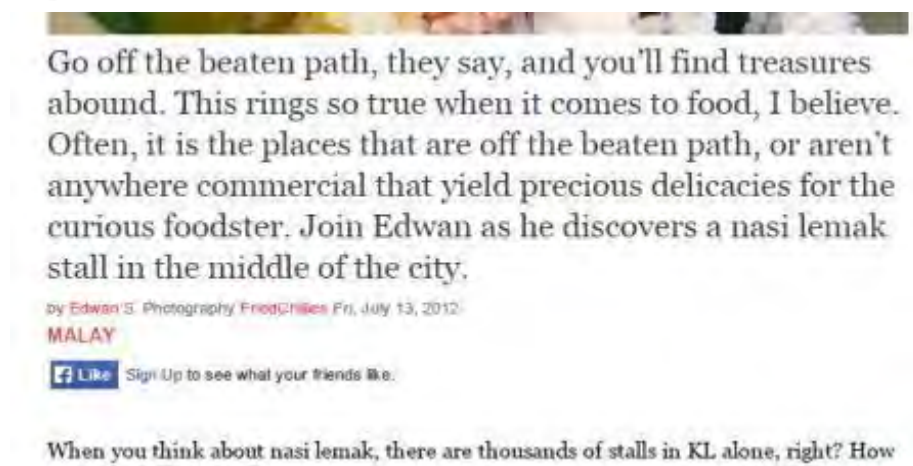 Go off the beaten path, they say, and you'll find treasures
abound. This rings so true when it comes to food, I believe.
Often, it is the places that are off the beaten path, or aren't
anywhere commercial that yield precious delicacies for the
curious foodster. Join Edwan as he discovers a nasi lemak
stall in the middle of the city.
by Edwan S. Photography FriedChillies Fri, July 13, 2012
MALAY
Like Sign Up to see what your friends like.
When you think about nasi lemak, there are thousands of stalls in KL alone, right? How